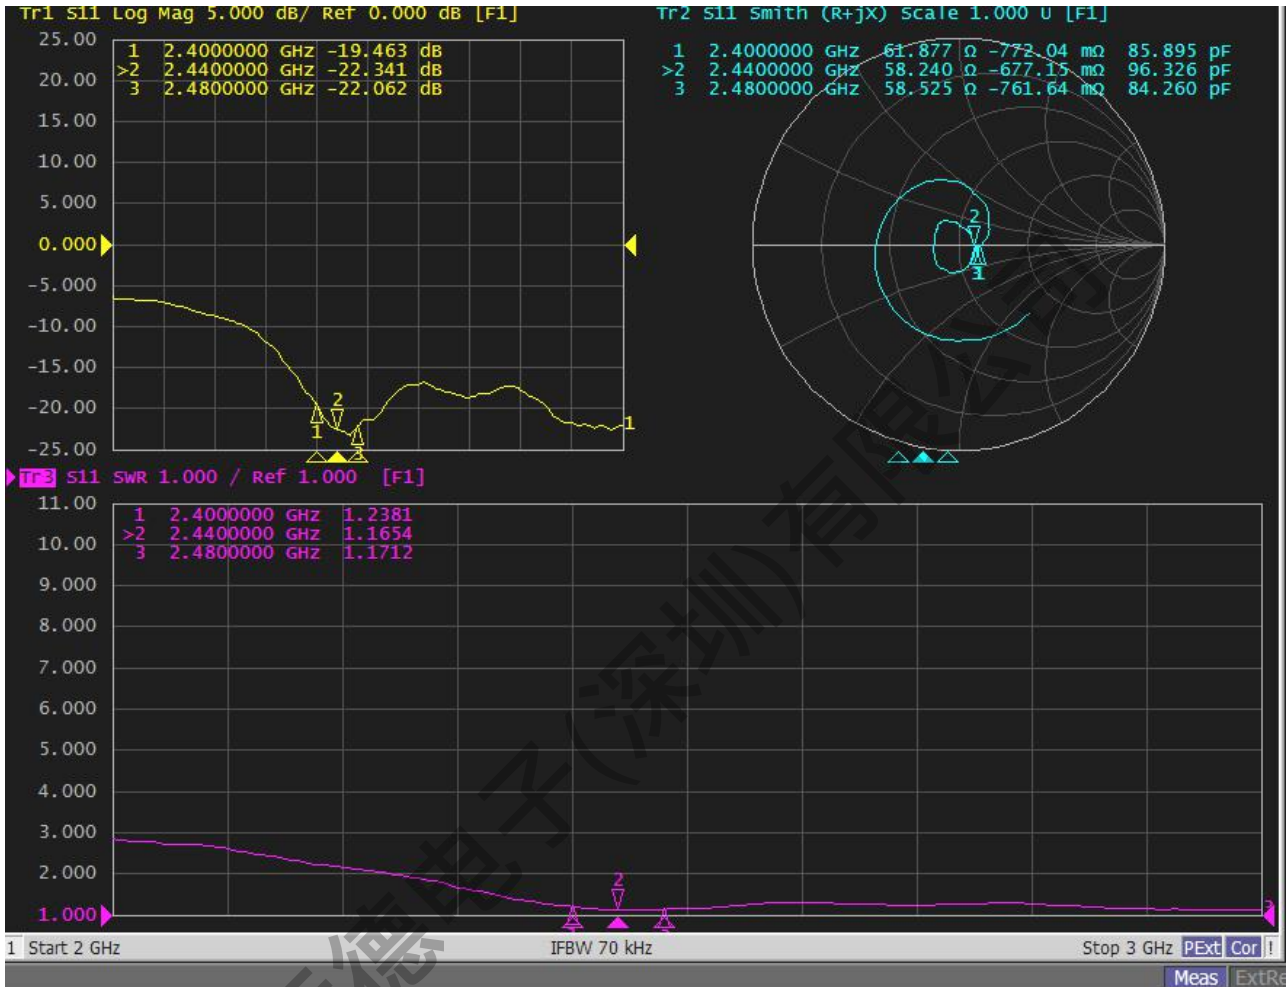 Tr1 S11 Log Mag 5.000 dB/ Ref 0.000 dB [F1]
25.00
20.00
15.00
10.00
5.000
0.000
-5.000
-10.00
-15.00
-20.00
-25.00
1 2.4000000 GHz -19.463 dB
>2 2.4400000 GHz -22.341 dB
3 2.4800000 GHz -22.062 dB
2
1
3
1
Tr2 S11 Smith (R+jX) Scale 1.000 U [F1]
1 2.4000000 GHz 61.877 Ω -772.04 mΩ 85.895 pF
>2 2.4400000 GHz 58.240 Ω -677.15 mΩ 96.326 pF
3 2.4800000 GHz 58.525 Ω -761.64 mΩ 84.260 pF
2
Tr3 S11 SWR 1.000 / Ref 1.000 [F1]
11.00
10.00
9.000
8.000
7.000
6.000
5.000
4.000
3.000
2.000
1.000
1 2.4000000 GHz 1.2381
>2 2.4400000 GHz 1.1654
3 2.4800000 GHz 1.1712
2
1 Start 2 GHz
IFBW 70 kHz
Stop 3 GHz PExt Cor !
Meas
德电子(深圳)有限公司